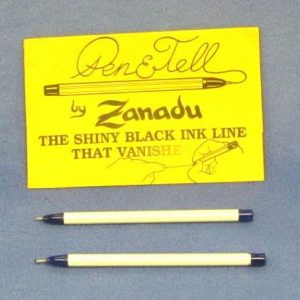 Pen & Tell
by Zanadu
THE SHINY BLACK INK LINE
THAT VANISHES